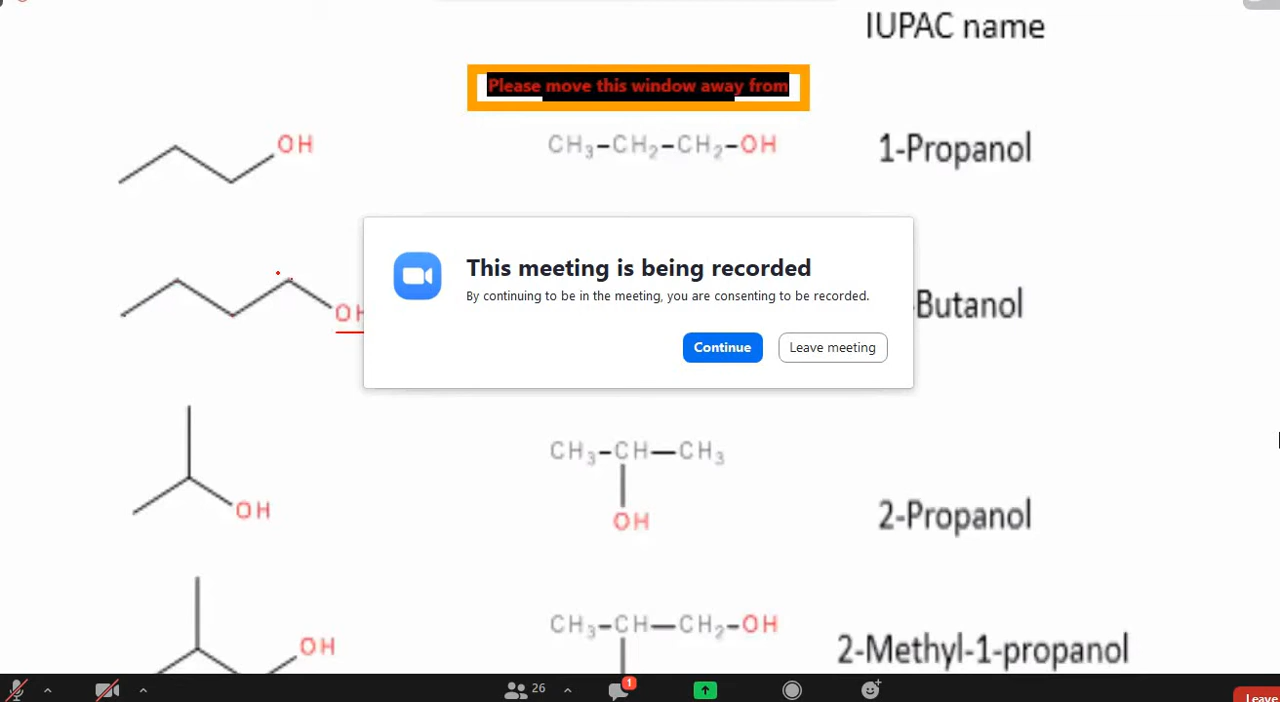 IUPAC name
Please move this window away from
OH
CH3-CH2-CH2-OH
1-Propanol
This meeting is being recorded
By continuing to be in the meeting, you are consenting to be recorded.
OH
-Butanol
Continue
Leave meeting
CH3-CH-CH3
OH
OH
2-Propanol
CH3-CH-CH2-OH
OH
2-Methyl-1-propanol
26
1
Leave